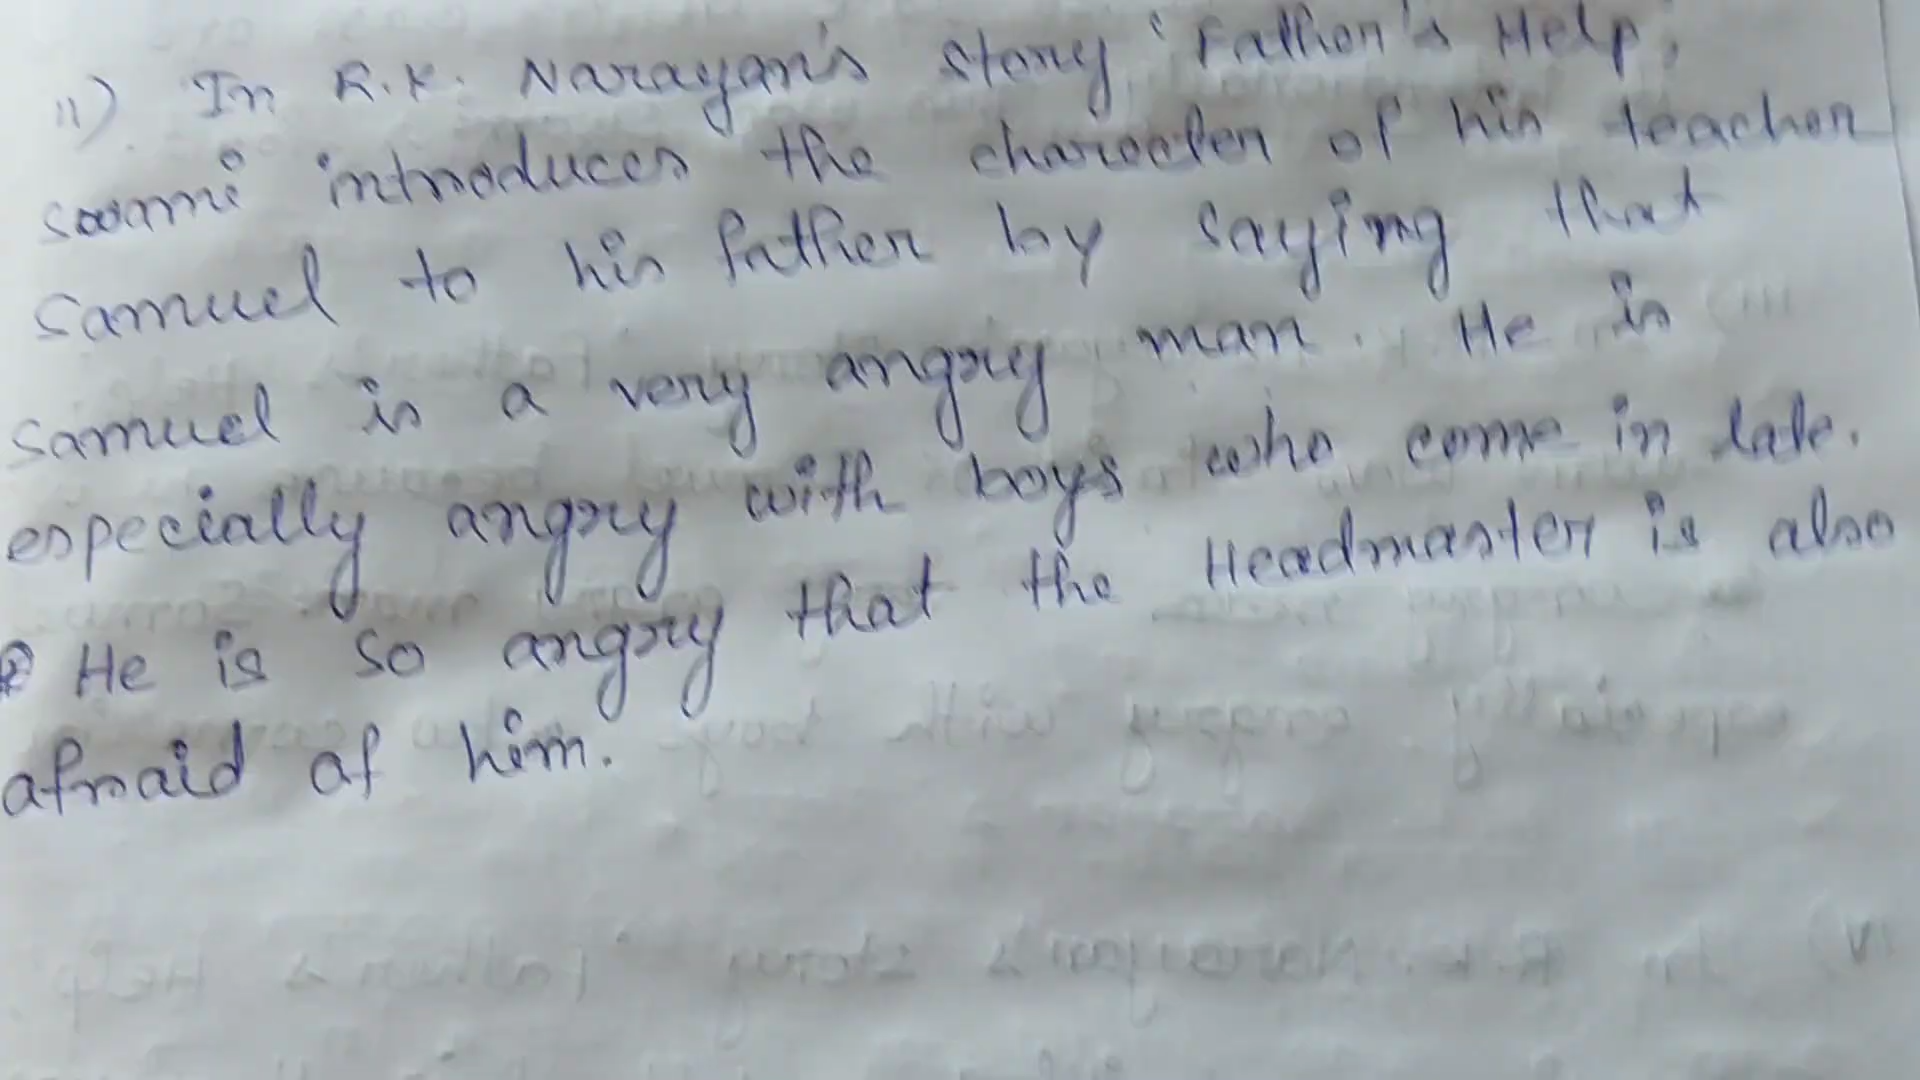 ii) In R.K. Narayan's story 'Father's Help,
swami introduces the character of his teacher
Samuel to his father by saying that
Samuel is a very angry man. He is
especially angry with boys who come in late.
He is so angry that the Headmaster is also
afraid of him.